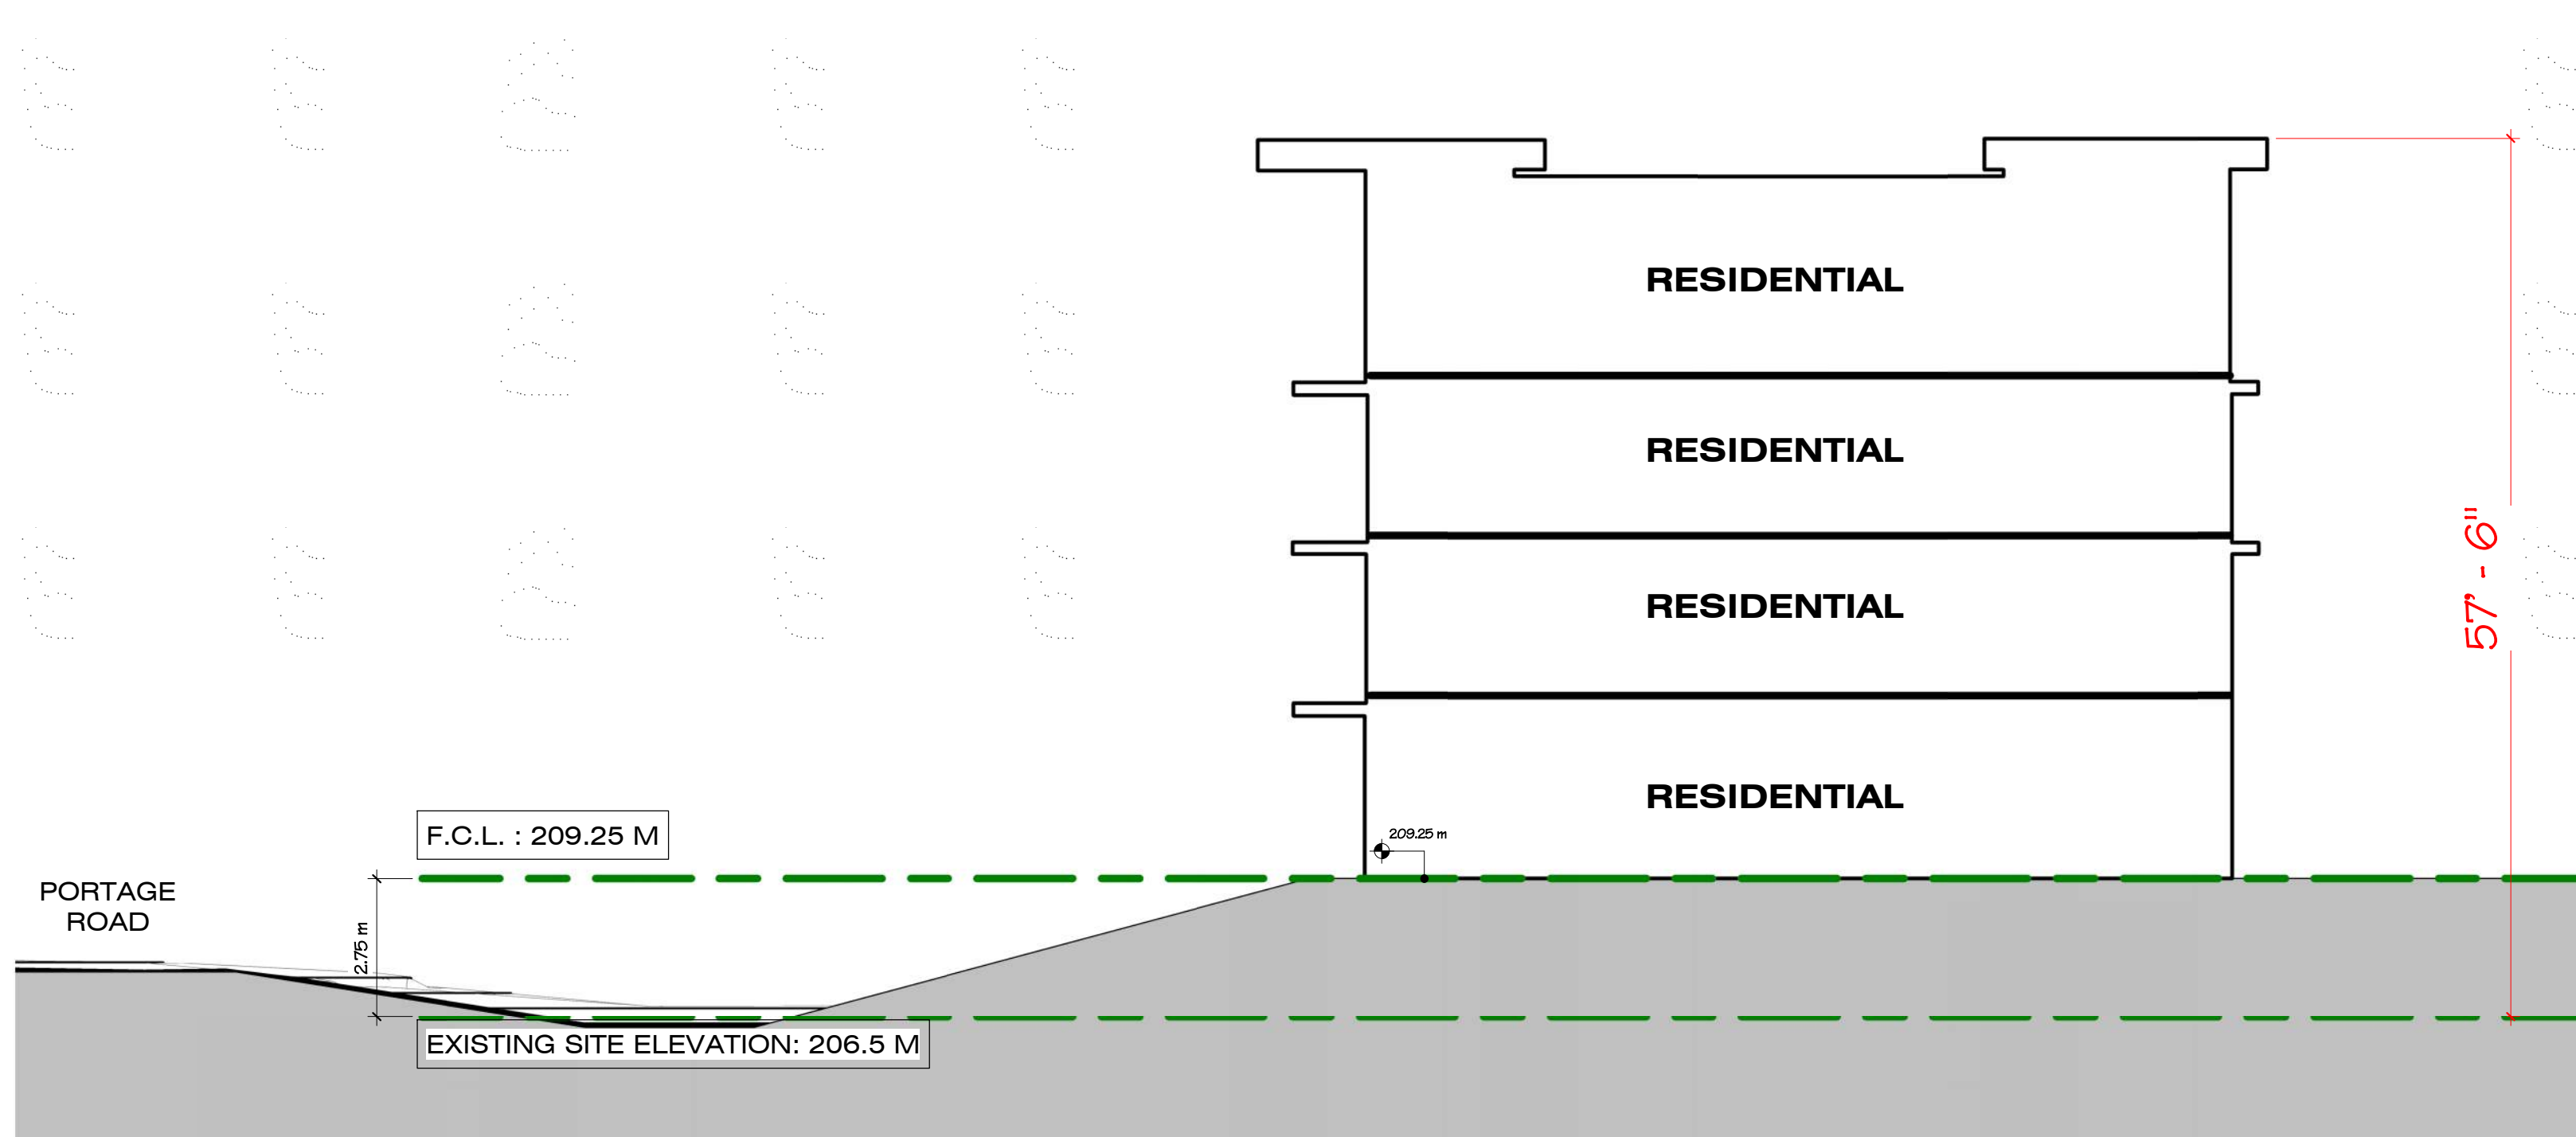 RESIDENTIAL
RESIDENTIAL
RESIDENTIAL
RESIDENTIAL
57' - 6"
F.C.L. : 209.25 M
209.25 m
PORTAGE
ROAD
2.75 m
EXISTING SITE ELEVATION: 206.5 M